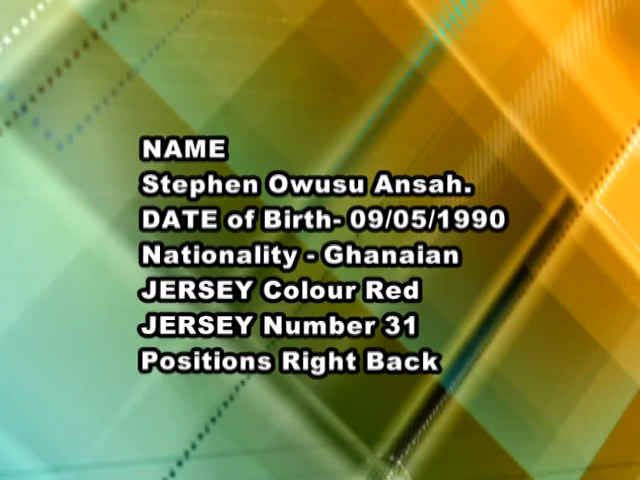 NAME
Stephen Owusu Ansah.
DATE of Birth- 09/05/1990
Nationality - Ghanaian
JERSEY Colour Red
JERSEY Number 31
Positions Right Back